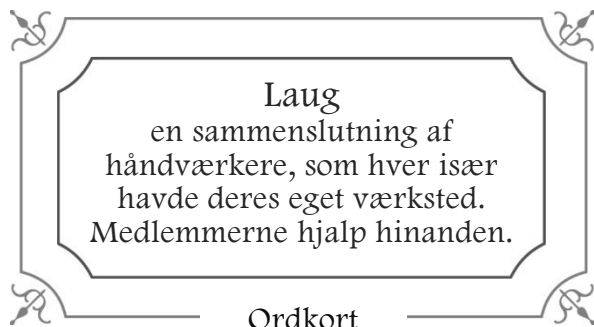 Laug
en sammenslutning af
håndværkere, som hver især
havde deres eget værksted.
Medlemmerne hjalp hinanden.
Ordkort